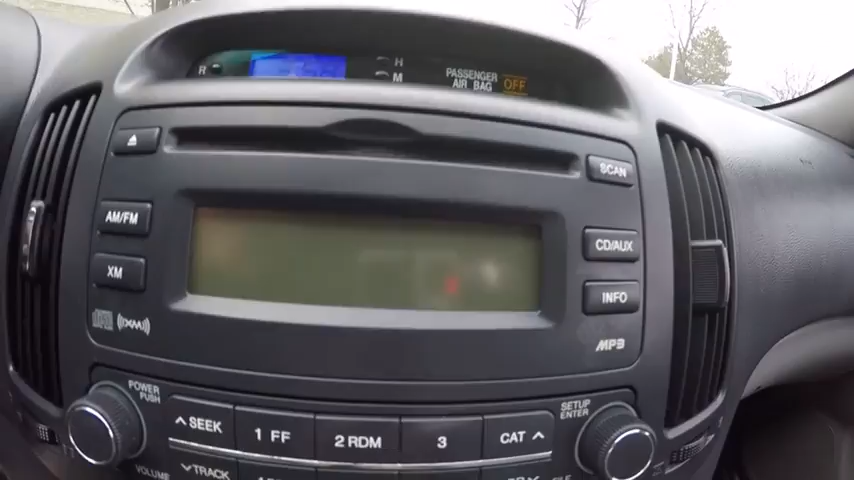 R H
M
PASSENGER
AIR BAG OFF
SCAN
AM/FM
CD/AUX
XM
INFO
XM
MP3
POWER
PUSH
SETUP
ENTER
SEEK
1 FF
2 RDM
3
CAT
VOLUME
TRACK